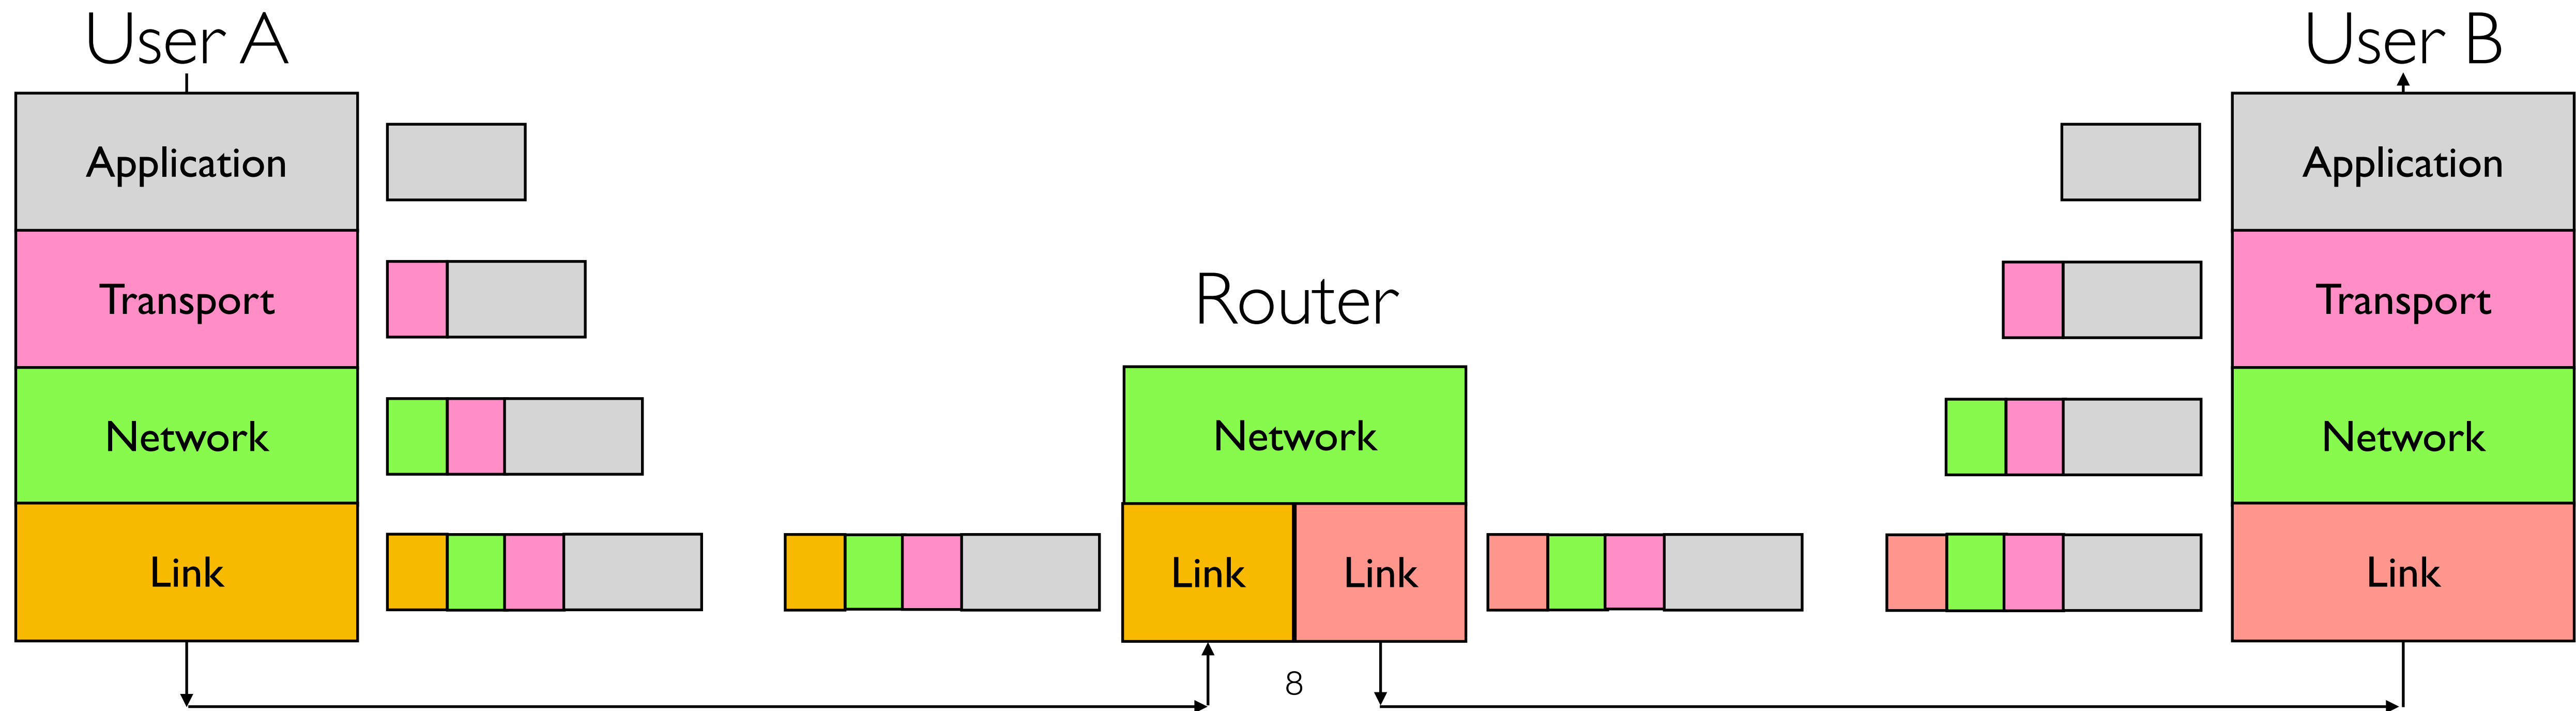 User A
Application
Transport
Network
Link
Router
Network
Link
Link
8
User B
Application
Transport
Network
Link